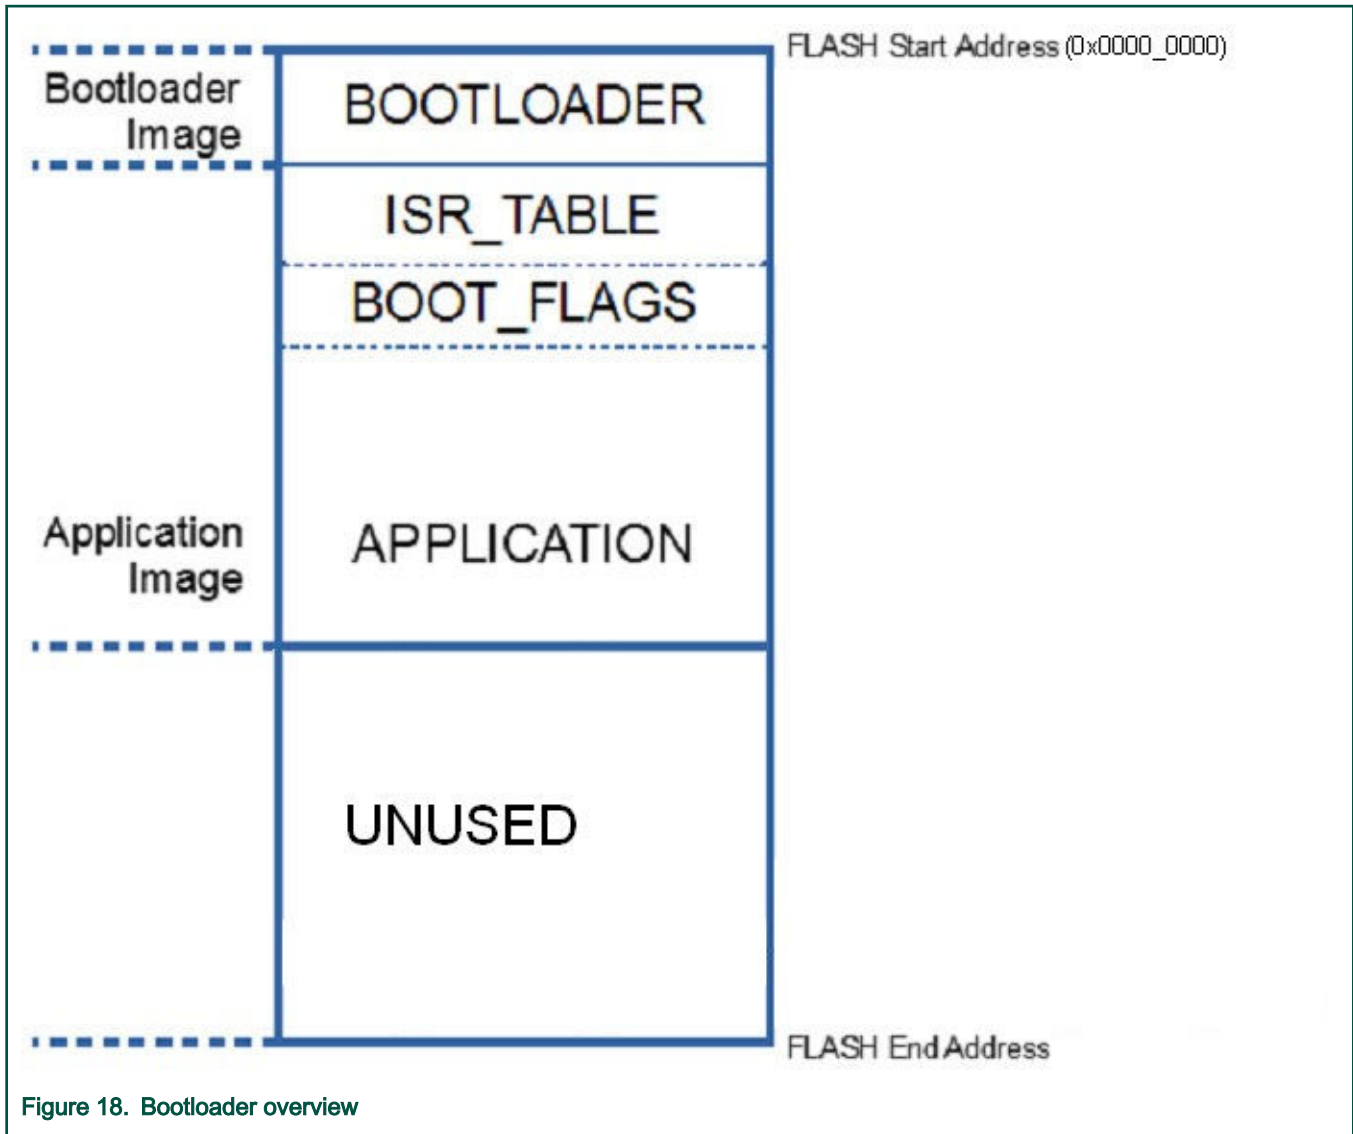 FLASH Start Address (0x0000_0000)
Bootloader
Image
BOOTLOADER
ISR_TABLE
BOOT_FLAGS
Application
Image
APPLICATION
UNUSED
FLASH End Address
Figure 18. Bootloader overview